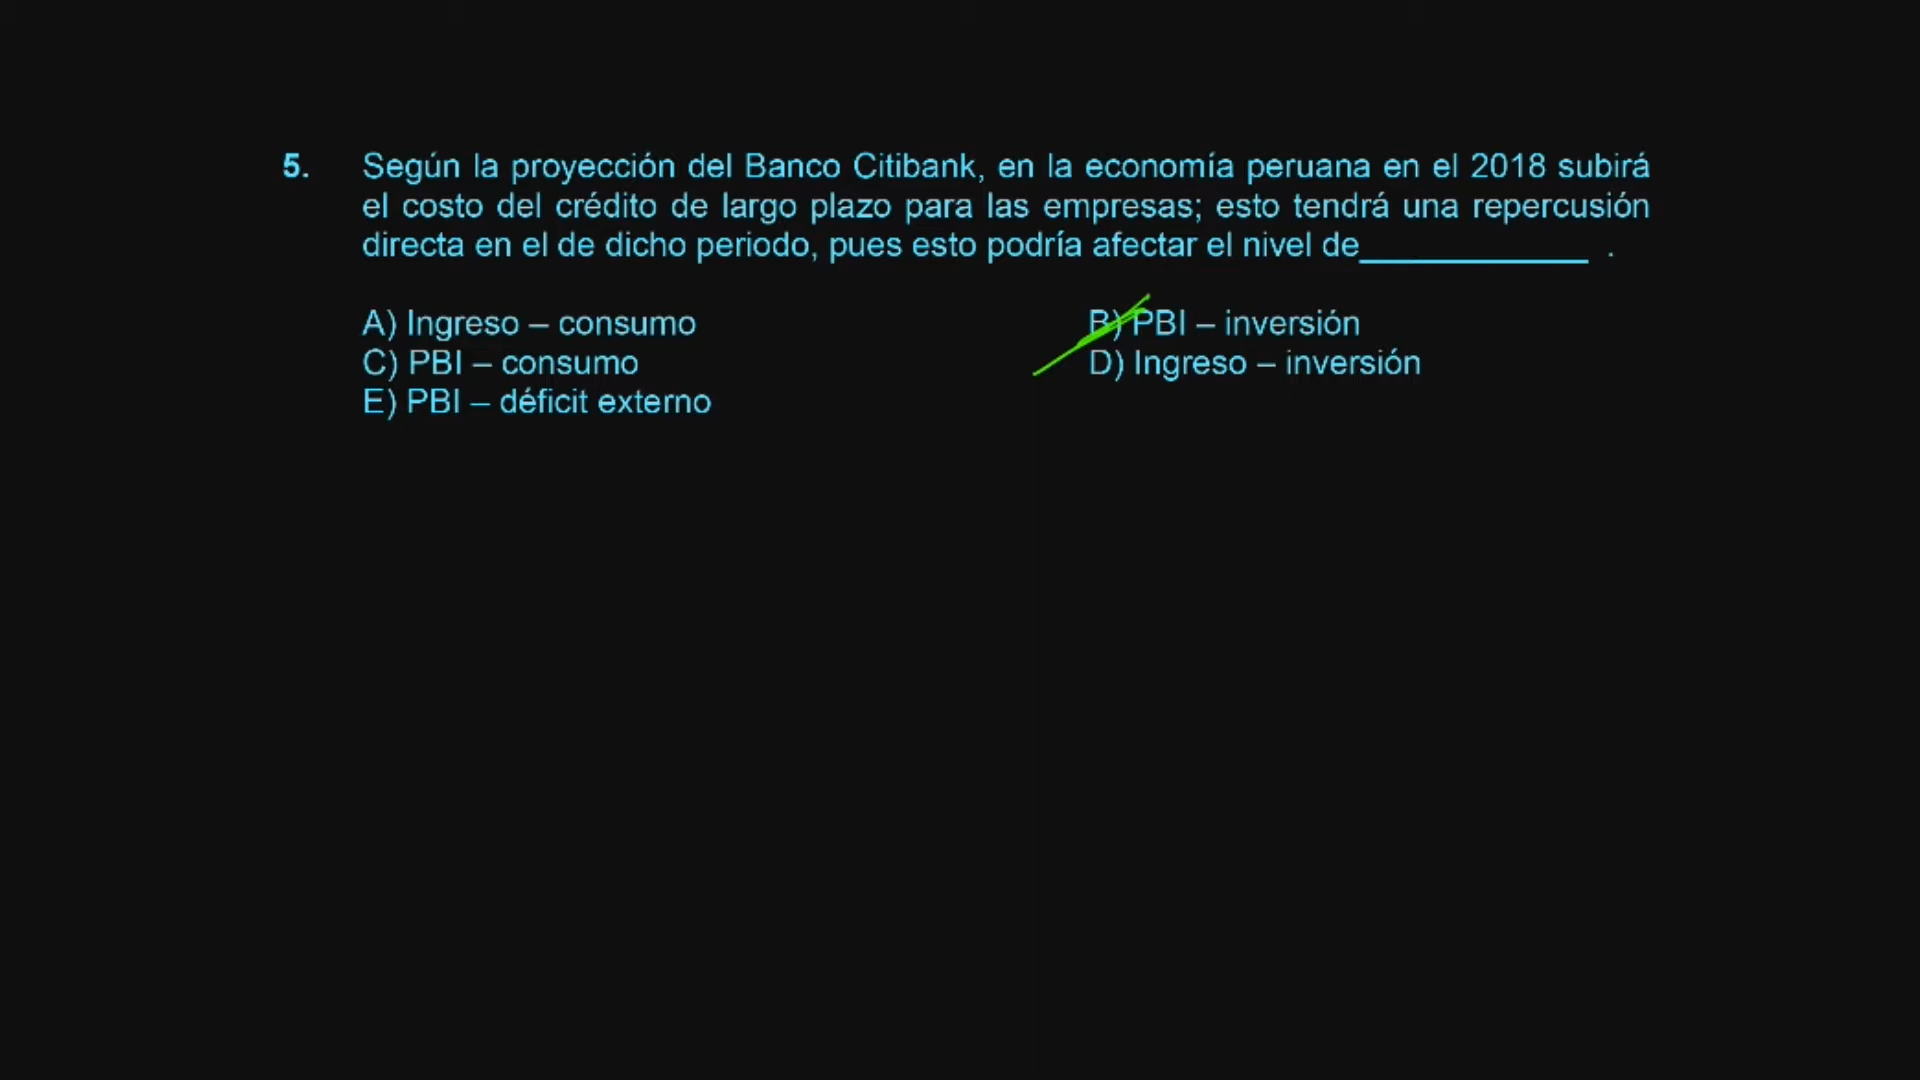 5. Según la proyección del Banco Citibank, en la economía peruana en el 2018 subirá
el costo del crédito de largo plazo para las empresas; esto tendrá una repercusión
directa en el de dicho periodo, pues esto podría afectar el nivel de____________ .
A) Ingreso – consumo B) PBI – inversión
C) PBI – consumo D) Ingreso – inversión
E) PBI – déficit externo